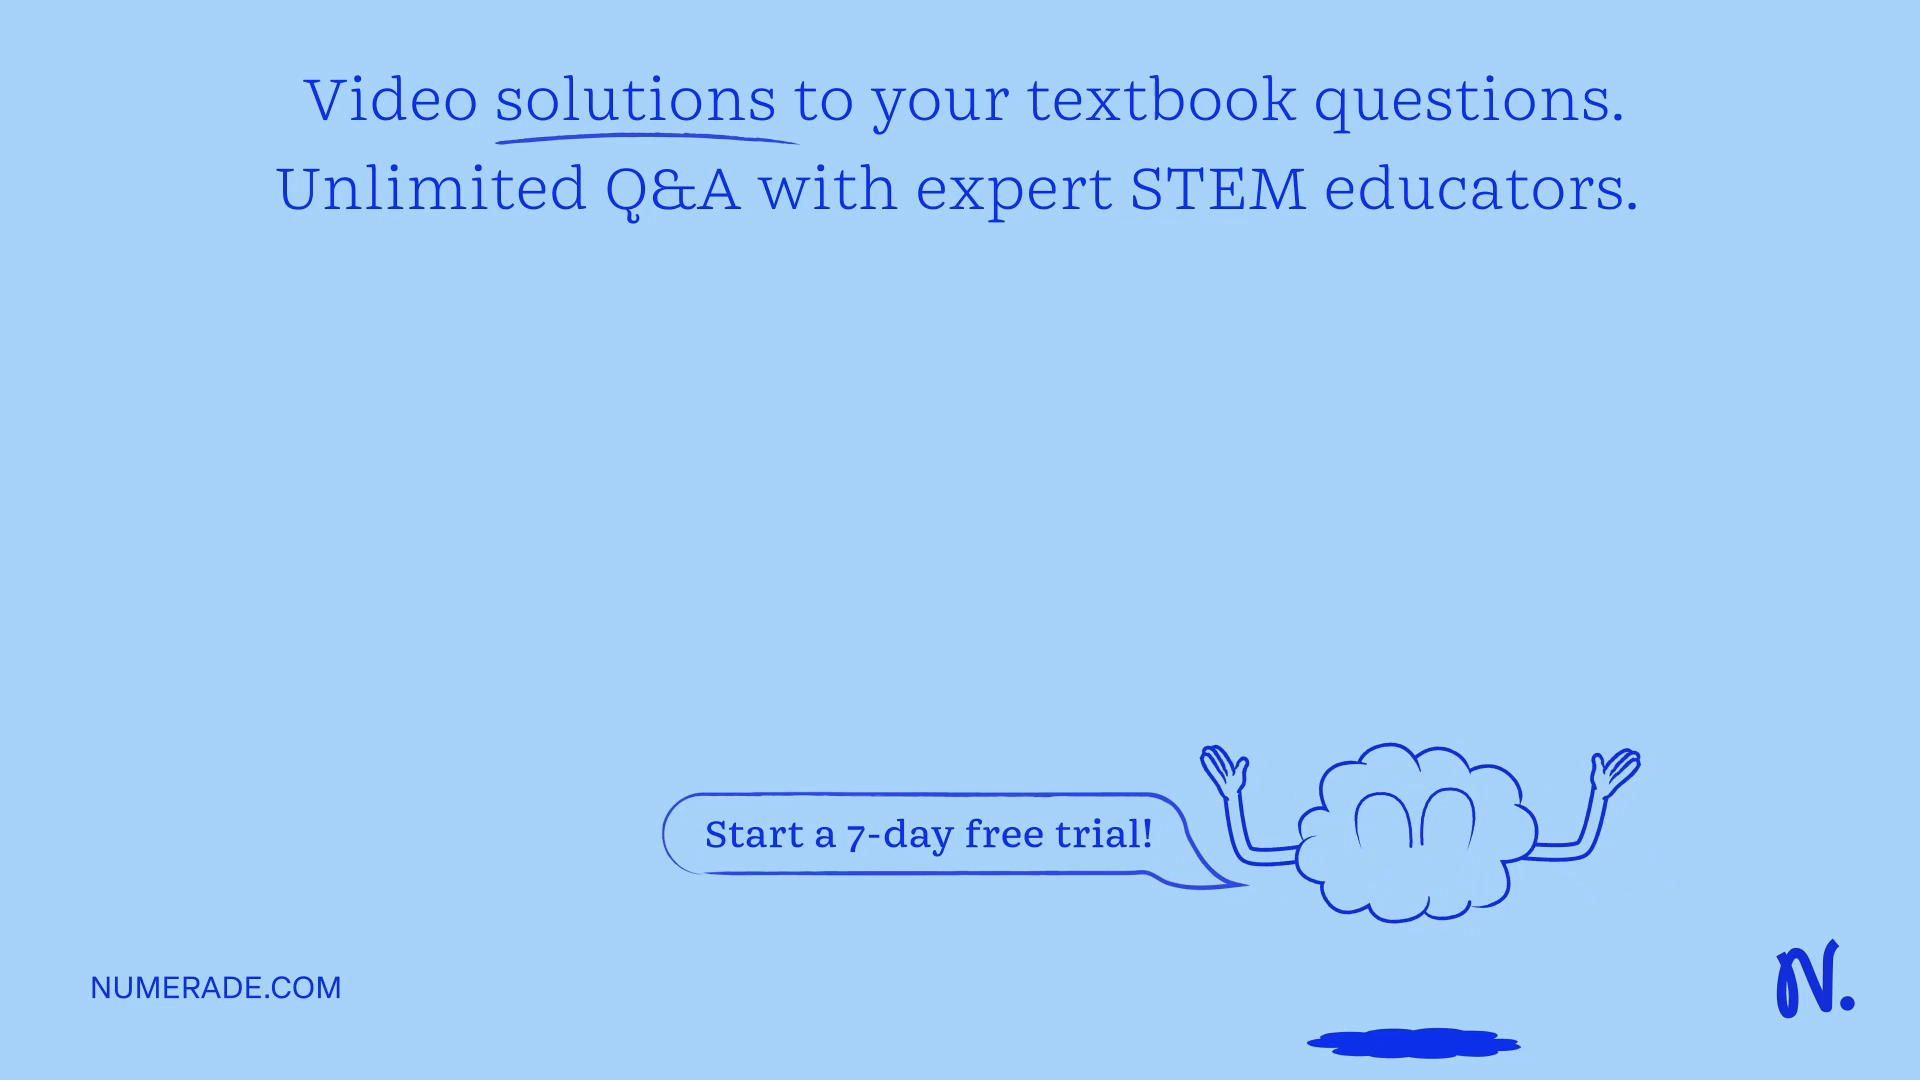 Video solutions to your textbook questions.
Unlimited Q&A with expert STEM educators.
Start a 7-day free trial!
NUMERADE.COM
N.